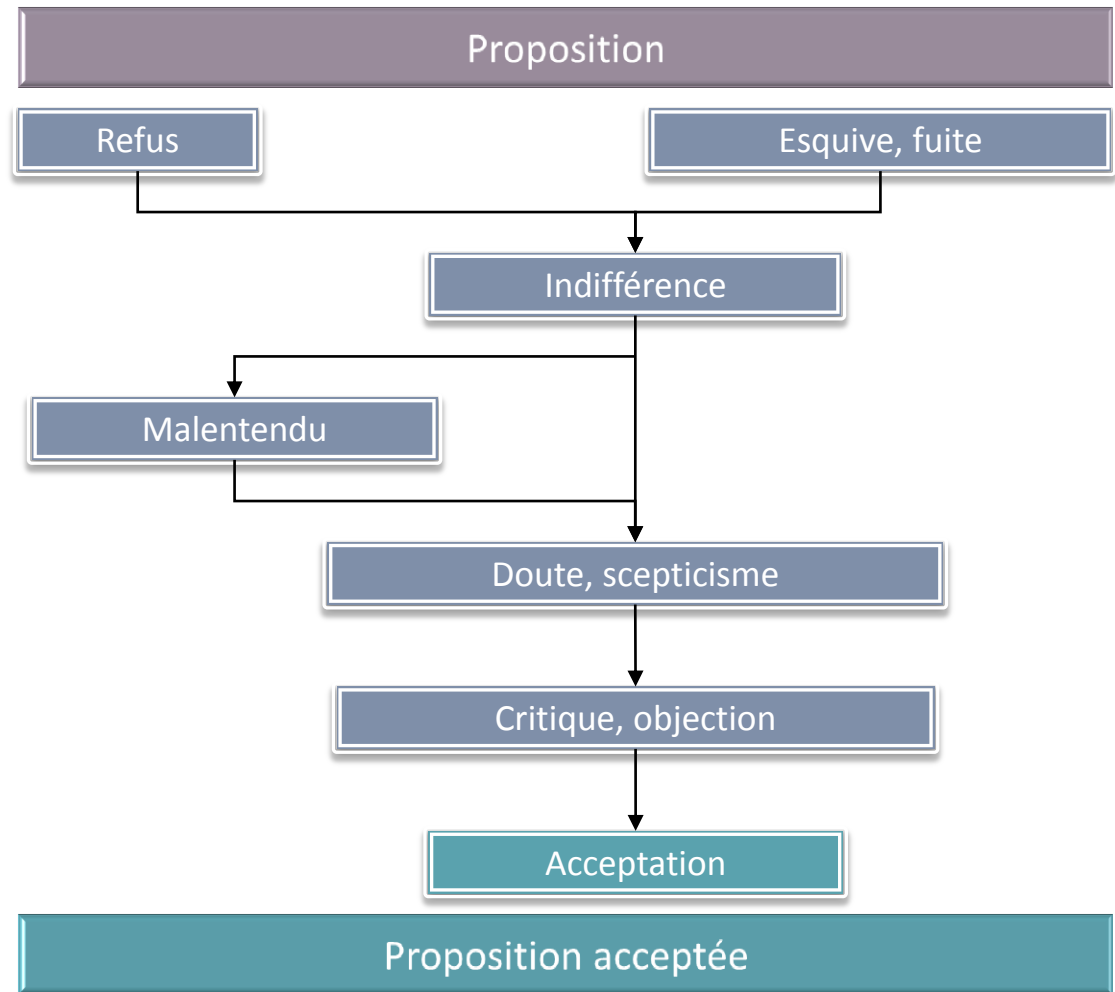 Proposition
Refus
Esquive, fuite
Indifférence
Malentendu
Doute, scepticisme
Critique, objection
Acceptation
Proposition acceptée